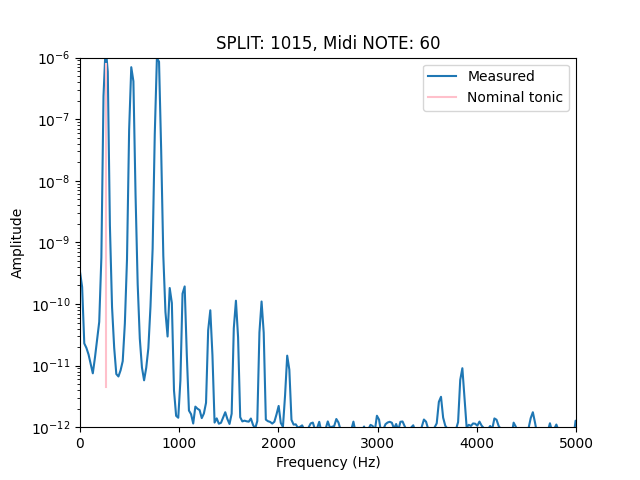 SPLIT: 1015, Midi NOTE: 60
Measured
Nominal tonic
Amplitude
10⁻⁶
10⁻⁷
10⁻⁸
10⁻⁹
10⁻¹⁰
10⁻¹¹
10⁻¹²
0 1000 2000 3000 4000 5000
Frequency (Hz)